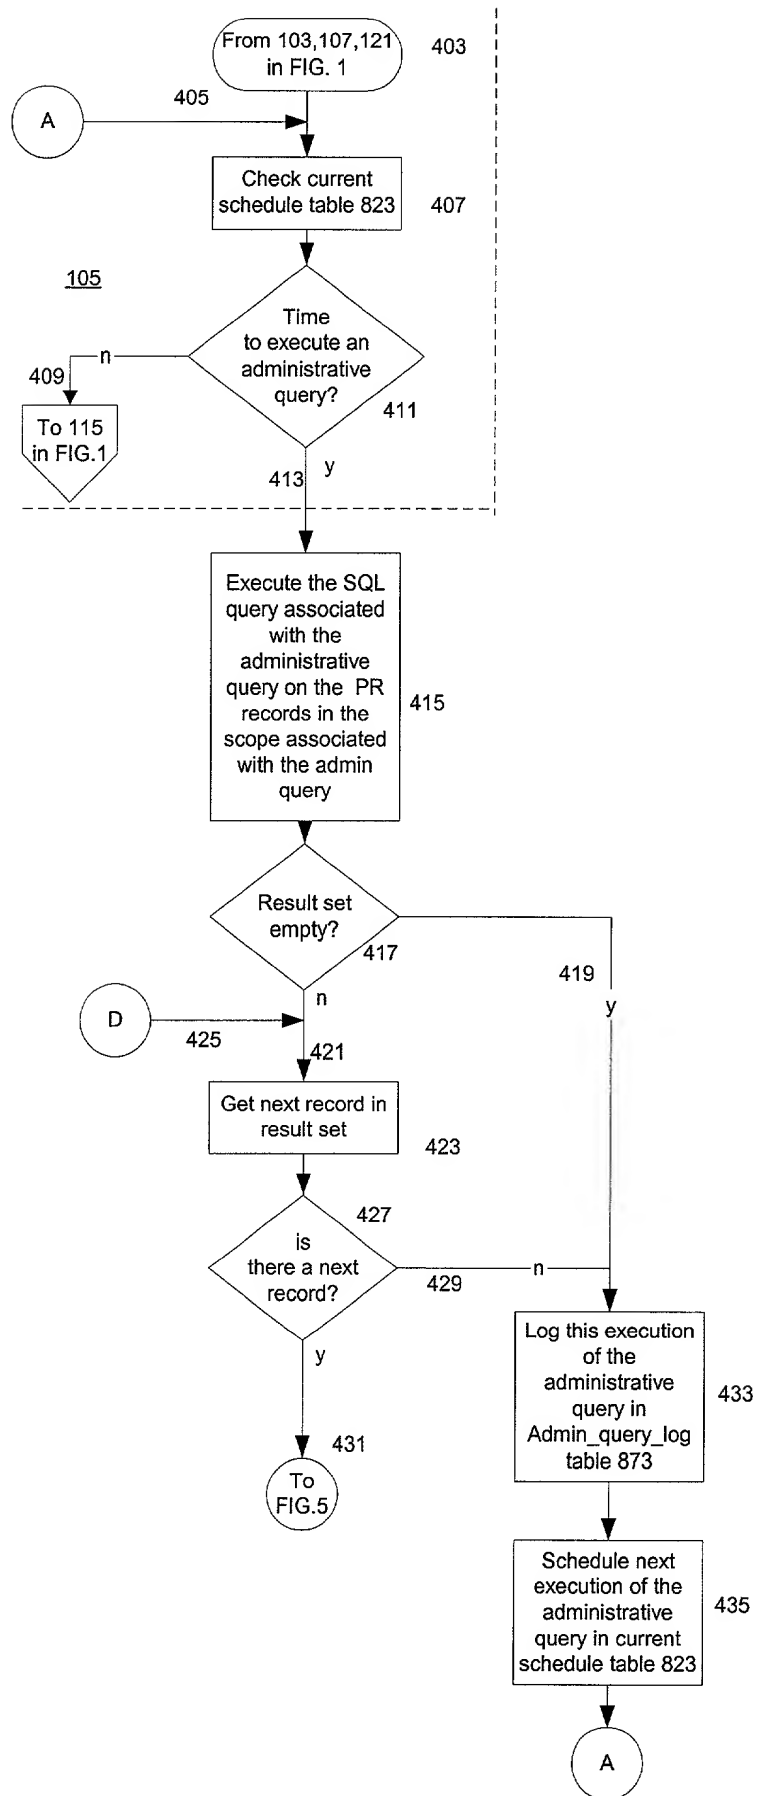 From 103,107,121
in FIG. 1
403
405
A
Check current
schedule table 823
407
105
Time
to execute an
administrative
query?
n
409
411
To 115
in FIG.1
y
413
Execute the SQL
query associated
with the
administrative
query on the PR
records in the
scope associated
with the admin
query
415
Result set
empty?
417
419
y
n
D
425
421
Get next record in
result set
423
427
is
there a next
record?
n
429
y
Log this execution
of the
administrative
query in
Admin_query_log
table 873
433
431
To
FIG.5
Schedule next
execution of the
administrative
query in current
schedule table 823
435
A